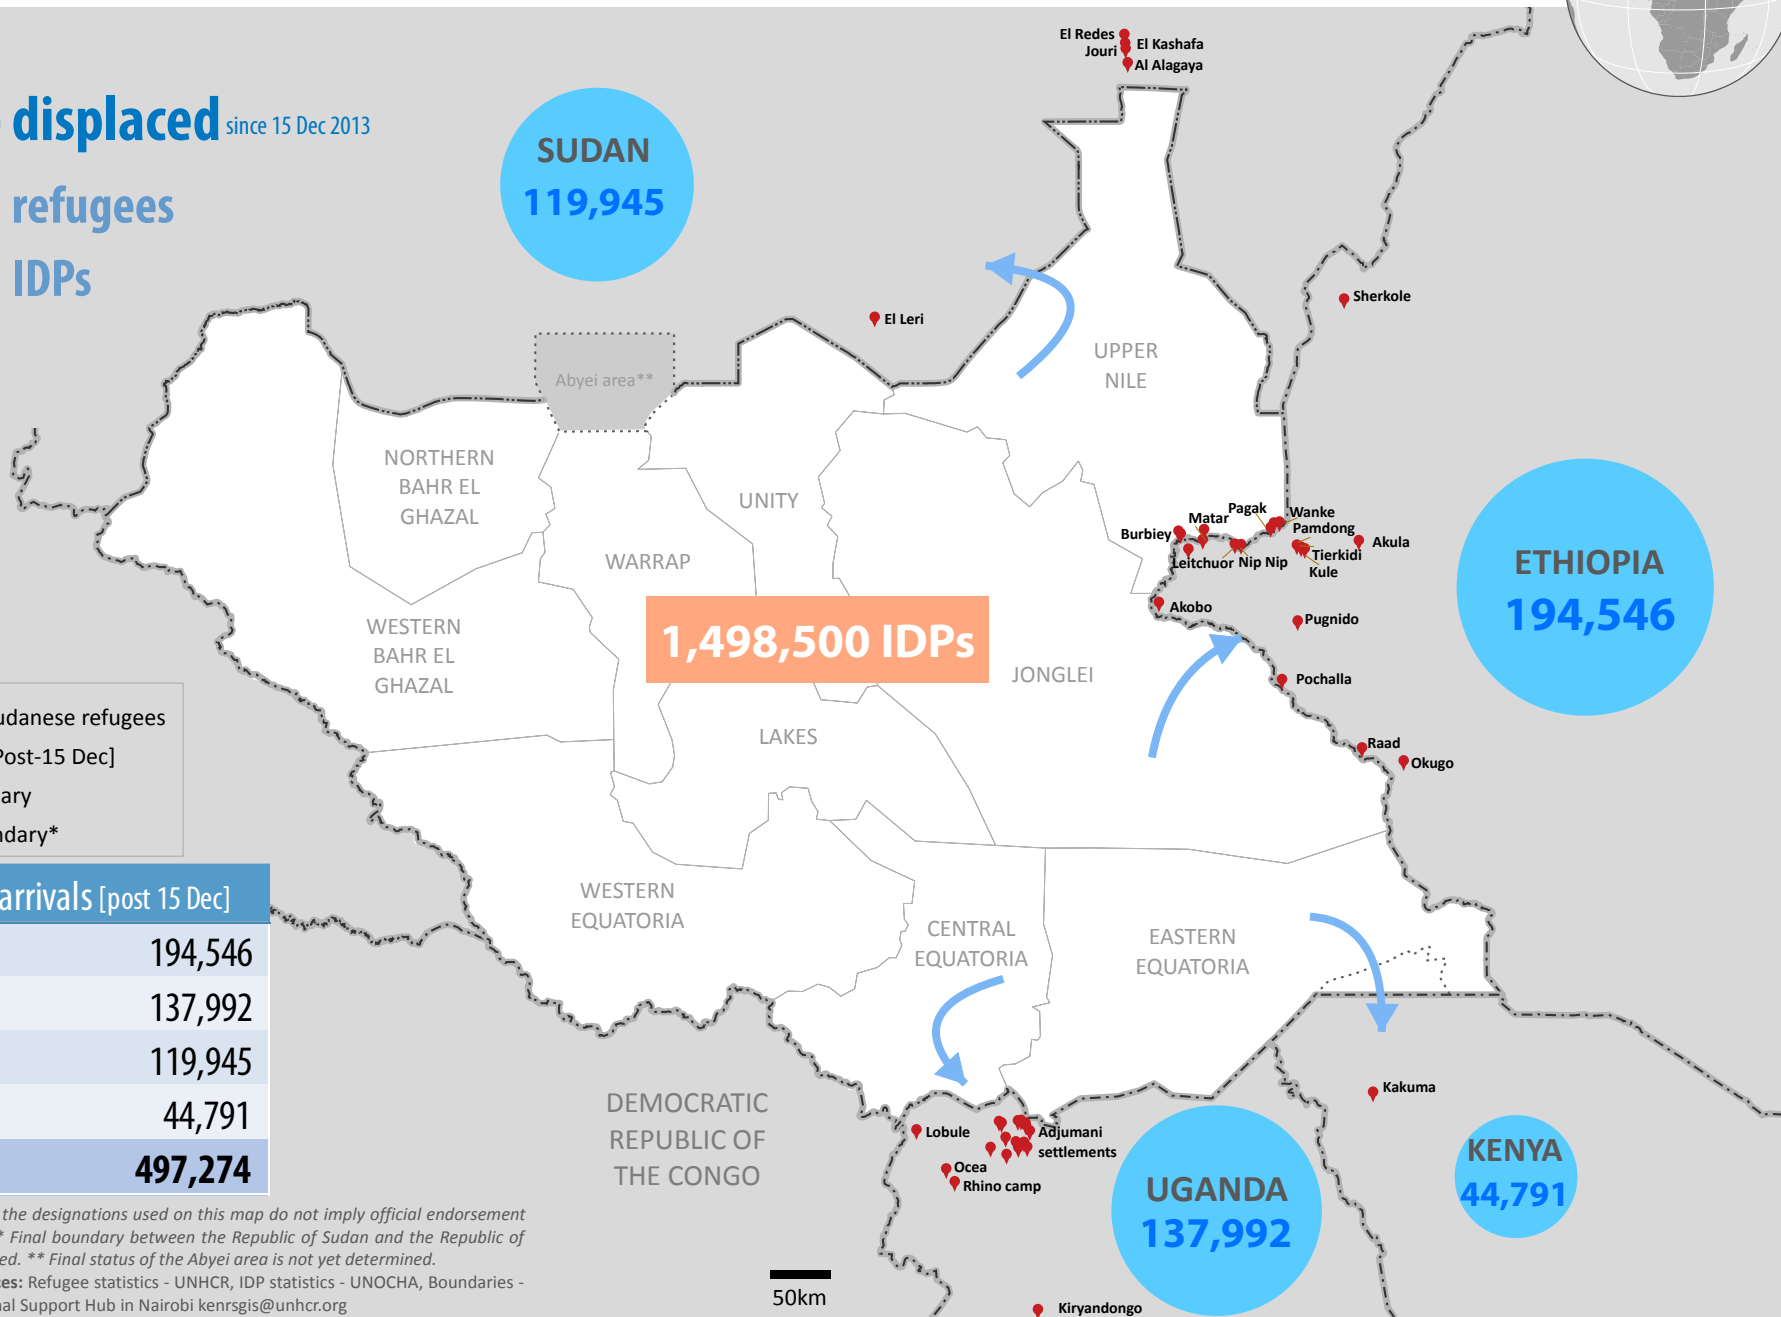 displaced since 15 Dec 2013
refugees
IDPs
SUDAN
119,945
El Redes
Jouri
El Kashafa
Al Alagaya
El Leri
Sherkole
Abyei area**
UPPER
NILE
NORTHERN
BAHR EL
GHAZAL
UNITY
WARRAP
WESTERN
BAHR EL
GHAZAL
1,498,500 IDPs
JONGLEI
LAKES
Burbiey
Matar
Pagak
Wanke
Pamdong
Akula
Leitchuor
Nip Nip
Tierkidi
Kule
Akobo
Pugnido
Pochalla
Raad
Okugo
ETHIOPIA
194,546
WESTERN
EQUATORIA
CENTRAL
EQUATORIA
EASTERN
EQUATORIA
udanese refugees
Post-15 Dec]
ary
ndary*
arrivals [post 15 Dec]
194,546
137,992
119,945
44,791
497,274
DEMOCRATIC
REPUBLIC OF
THE CONGO
Lobule
Ocea
Rhino camp
Adjumani
settlements
Kakuma
UGANDA
137,992
KENYA
44,791
Kiryandongo
50km
the designations used on this map do not imply official endorsement
* Final boundary between the Republic of Sudan and the Republic of
ed. ** Final status of the Abyei area is not yet determined.
ces: Refugee statistics - UNHCR, IDP statistics - UNOCHA, Boundaries -
nal Support Hub in Nairobi kenrsgis@unhcr.org